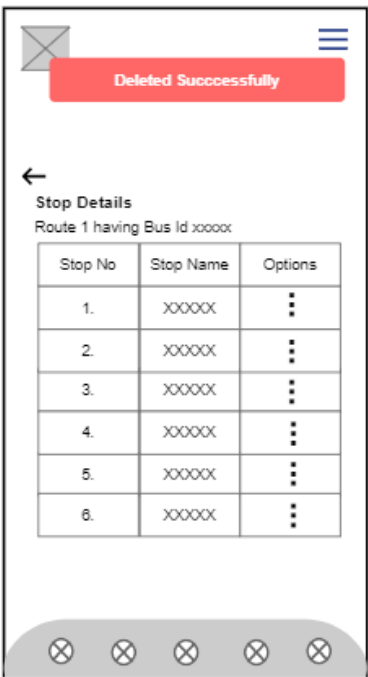 Deleted Succcessfully
Stop Details
Route 1 having Bus Id xxxxx
Stop No Stop Name Options
1. XXXXX
2. XXXXX
3. XXXXX
4. XXXXX
5. XXXXX
6. XXXXX